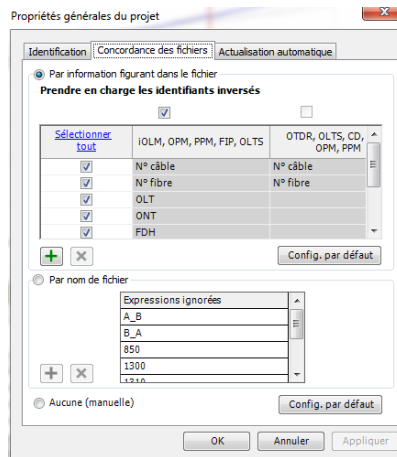 Propriétés générales du projet
Identification Concordance des fichiers Actualisation automatique
Par information figurant dans le fichier
Prendre en charge les identifiants inversés
Sélectionner tout iOLM, OPM, PPM, FIP, OLTS OTDR, OLTS, CD, OPM, PPM
N° câble N° câble
N° fibre N° fibre
OLT
ONT
FDH
Config. par défaut
Par nom de fichier
Expressions ignorées
A_B
B_A
850
1300
1310
Aucune (manuelle) Config. par défaut
OK Annuler Appliquer